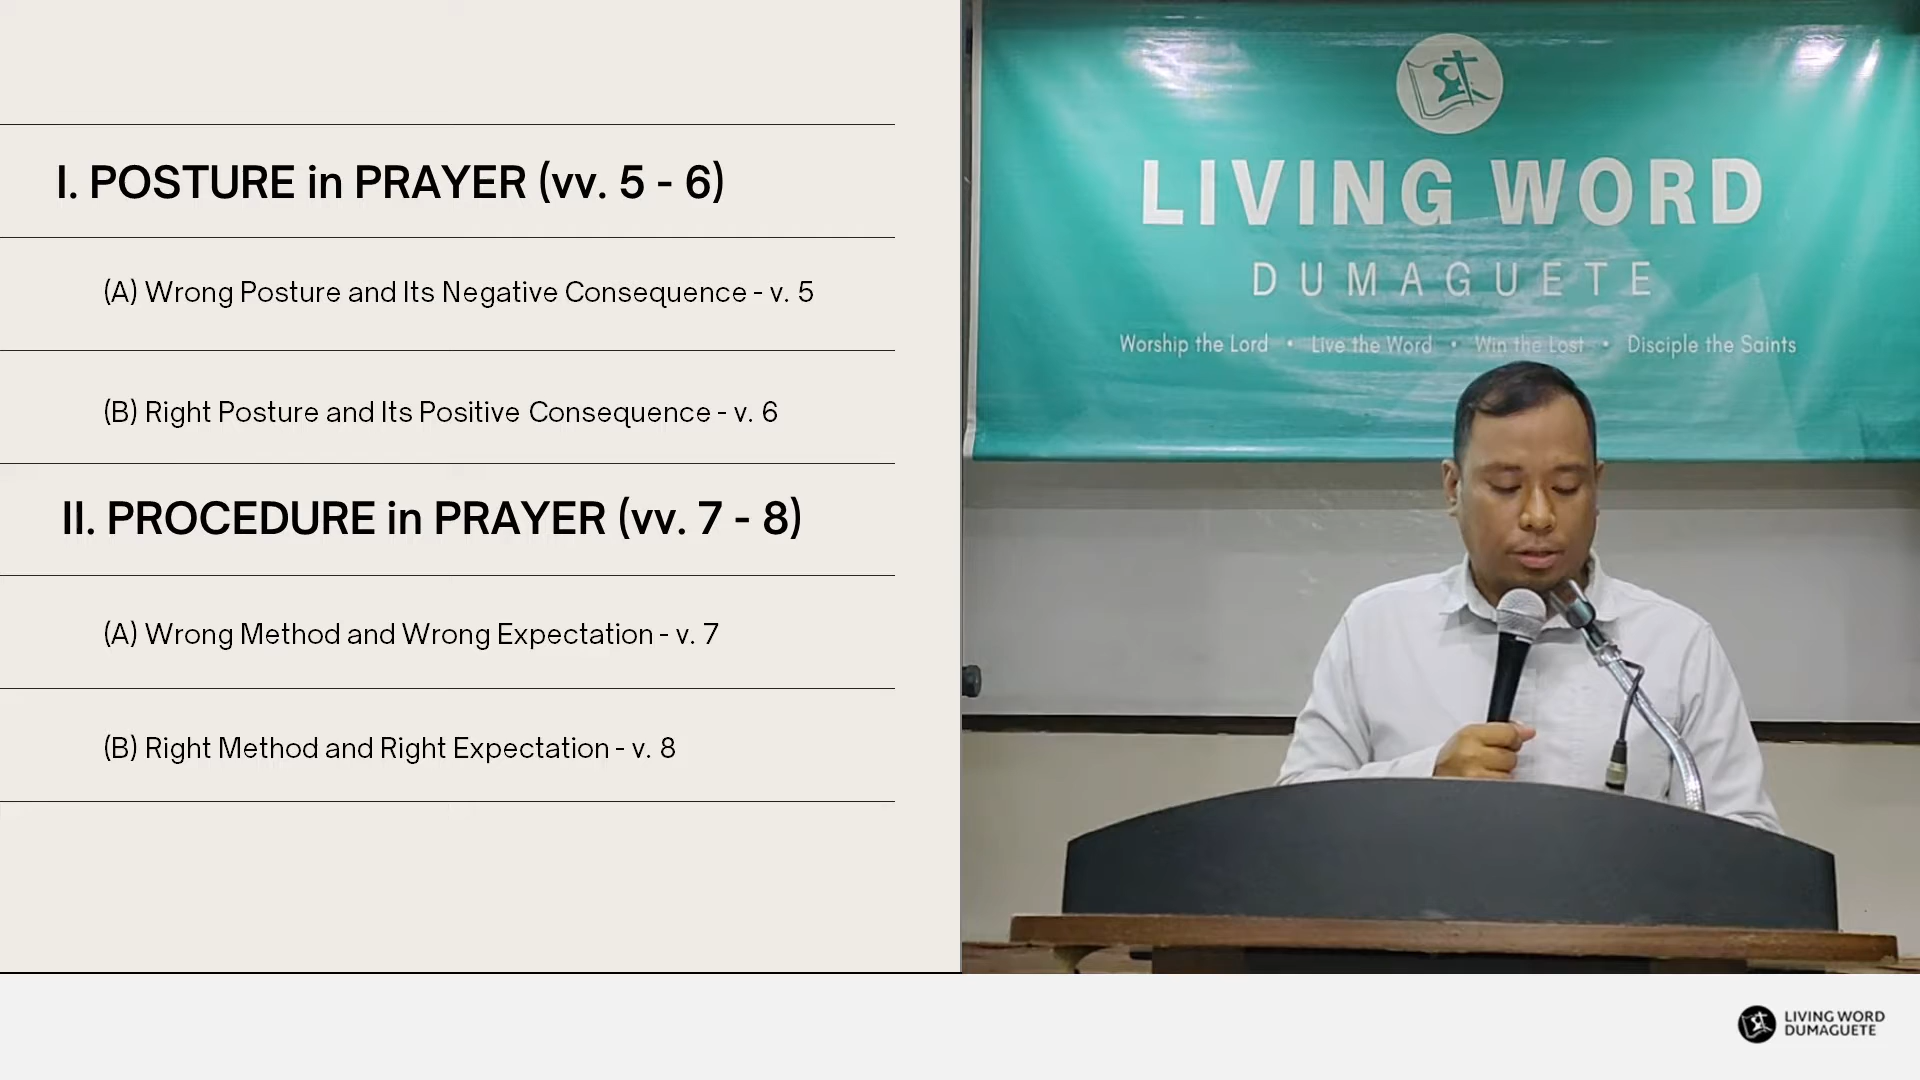 I. POSTURE in PRAYER (vv. 5 - 6)
(A) Wrong Posture and Its Negative Consequence - v. 5
(B) Right Posture and Its Positive Consequence - v. 6
II. PROCEDURE in PRAYER (vv. 7 - 8)
(A) Wrong Method and Wrong Expectation - v. 7
(B) Right Method and Right Expectation - v. 8
LIVING WORD
DUMAGUETE
Worship the Lord • Live the Word • Win the Lost • Disciple the Saints
LIVING WORD
DUMAGUETE